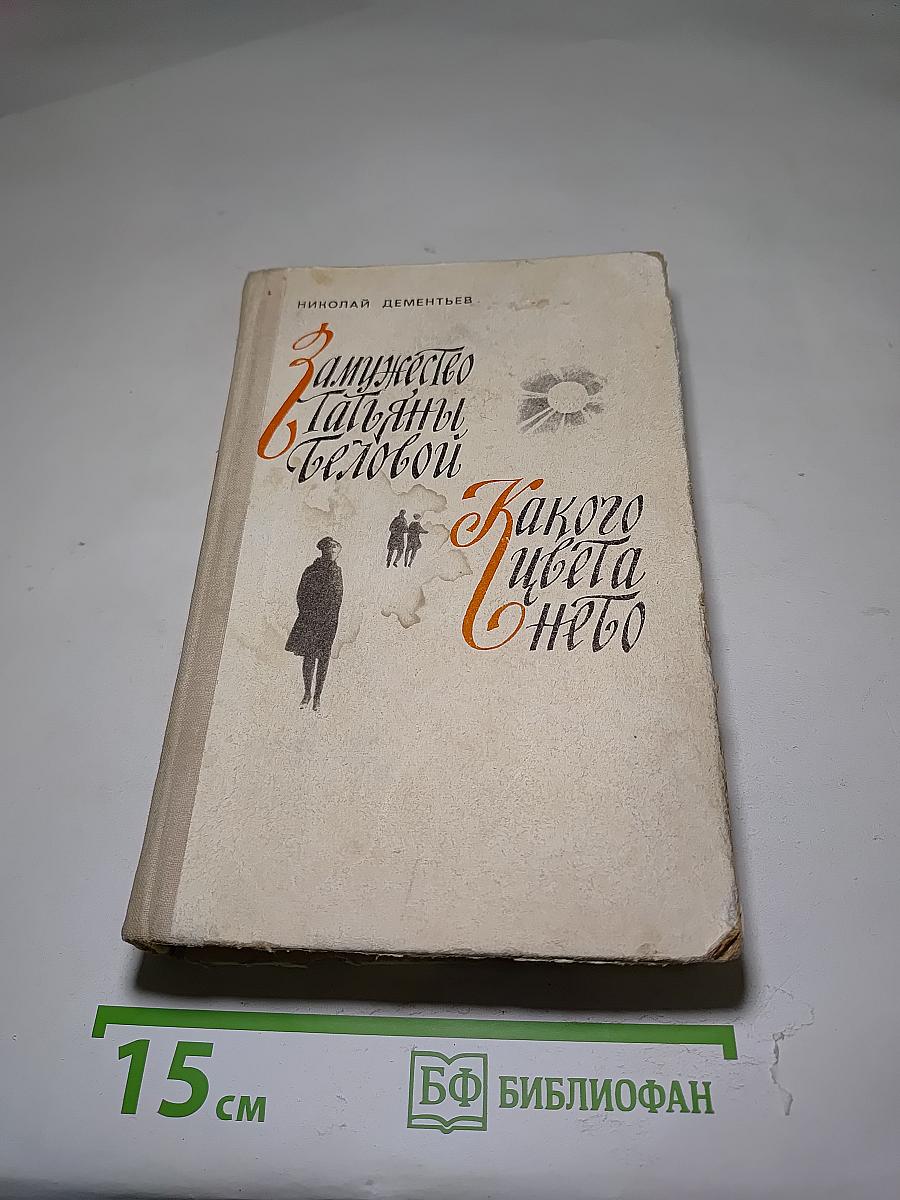 НИКОЛАЙ ДЕМЕНТЬЕВ
Замужество
Татьяны
Беловой
Какого
цвета
небо
15 см
БФ БИБЛИОФАН